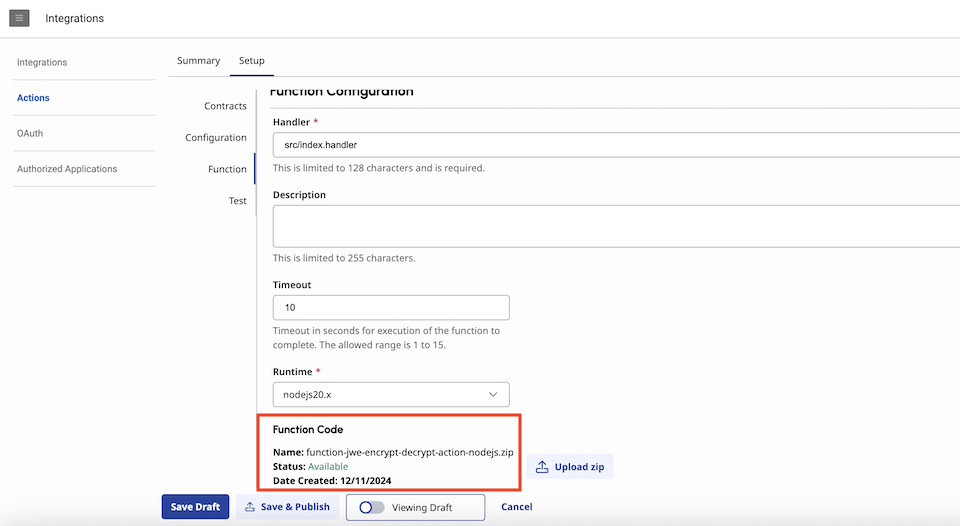 Integrations
Integrations
Actions
OAuth
Authorized Applications
Summary
Setup
Contracts
Configuration
Function
Test
Function Configuration
Handler *
src/index.handler
This is limited to 128 characters and is required.
Description
This is limited to 255 characters.
Timeout
10
Timeout in seconds for execution of the function to
complete. The allowed range is 1 to 15.
Runtime *
nodejs20.x
Function Code
Name: function-jwe-encrypt-decrypt-action-nodejs.zip
Status: Available
Date Created: 12/11/2024
Upload zip
Save Draft
Save & Publish
Viewing Draft
Cancel